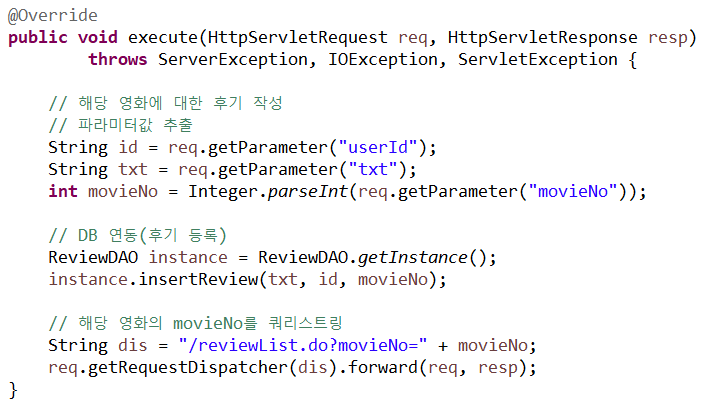 @Override
public void execute(HttpServletRequest req, HttpServletResponse resp)
        throws ServerException, IOException, ServletException {

    // 해당 영화에 대한 후기 작성
    // 파라미터값 추출
    String id = req.getParameter("userId");
    String txt = req.getParameter("txt");
    int movieNo = Integer.parseInt(req.getParameter("movieNo"));

    // DB 연동(후기 등록)
    ReviewDAO instance = ReviewDAO.getInstance();
    instance.insertReview(txt, id, movieNo);

    // 해당 영화의 movieNo를 쿼리스트링
    String dis = "/reviewList.do?movieNo=" + movieNo;
    req.getRequestDispatcher(dis).forward(req, resp);
}